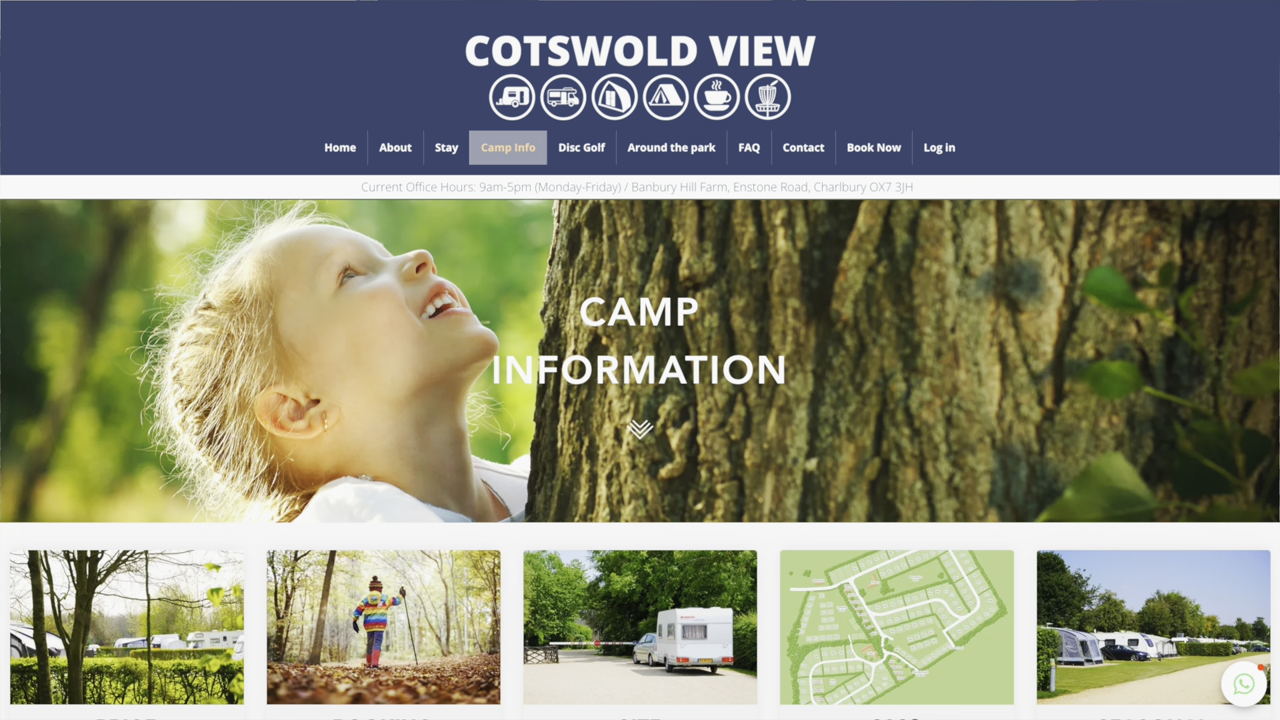 COTSWOLD VIEW
Home About Stay Camp Info Disc Golf Around the park FAQ Contact Book Now Log in
Current Office Hours: 9am-5pm (Monday-Friday) / Banbury Hill Farm, Enstone Road, Charlbury OX7 3JH
CAMP
INFORMATION